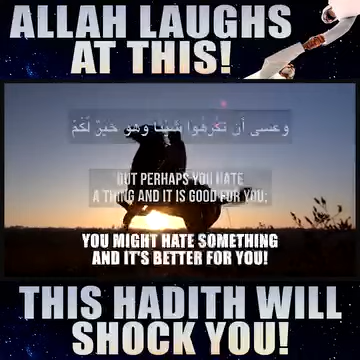 ALLAH LAUGHS
AT THIS!
وعسى أن تكرهوا شيئا وهو خير لكم
BUT PERHAPS YOU HATE
A THING AND IT IS GOOD FOR YOU;
YOU MIGHT HATE SOMETHING
AND IT'S BETTER FOR YOU!
THIS HADITH WILL
SHOCK YOU!